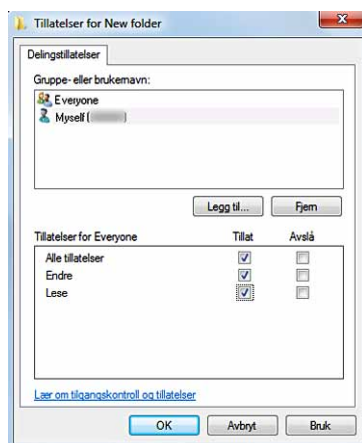 Tillatelser for New folder
Delingstillatelser
Gruppe- eller brukernavn:
Everyone
Myself (
Legg til...
Fjern
Tillatelser for Everyone Tillat Avslå
Alle tillatelser
Endre
Lese
Lær om tilgangskontroll og tillatelser
OK
Avbryt
Bruk